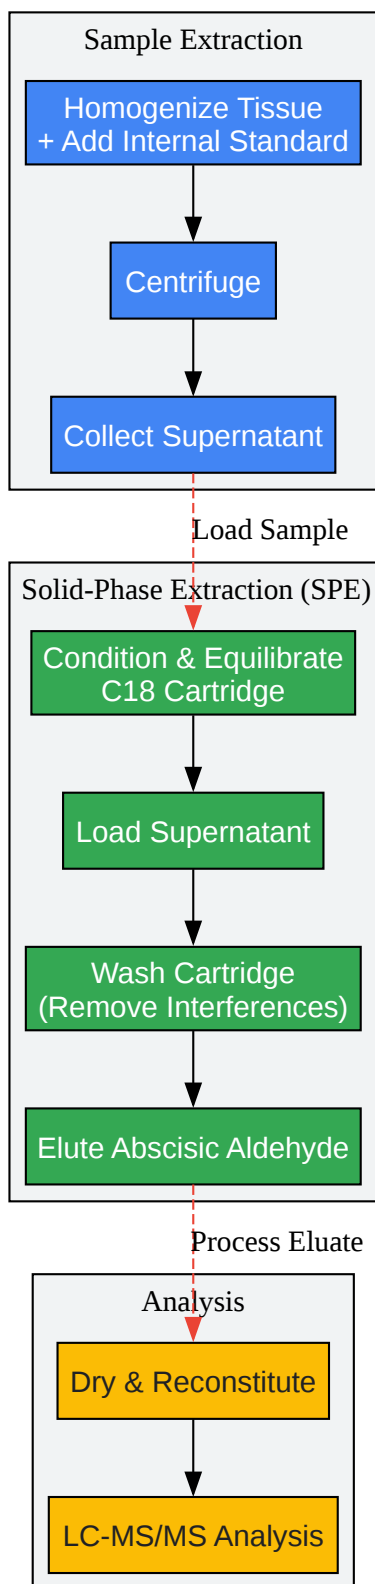 Sample Extraction
Homogenize Tissue
+ Add Internal Standard
Centrifuge
Collect Supernatant
Load Sample
Solid-Phase Extraction (SPE)
Condition & Equilibrate
C18 Cartridge
Load Supernatant
Wash Cartridge
(Remove Interferences)
Elute Abscisic Aldehyde
Process Eluate
Analysis
Dry & Reconstitute
LC-MS/MS Analysis